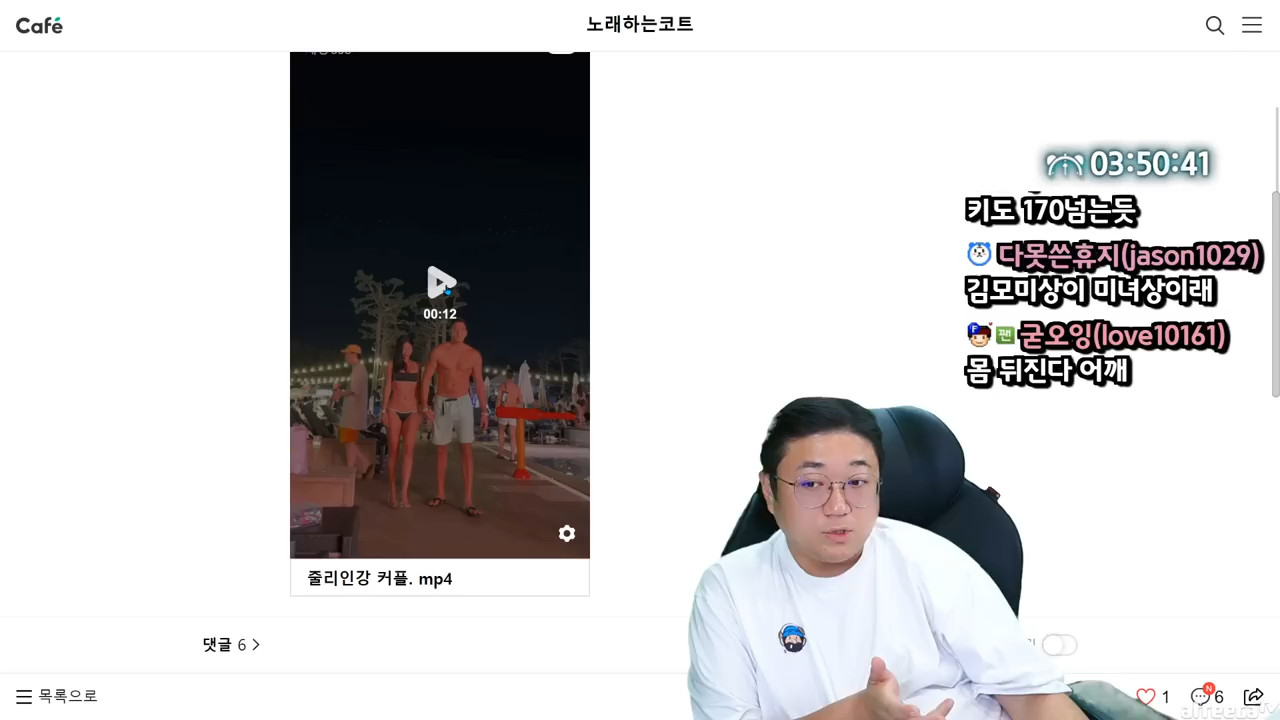 Café
노래하는코트
03:50:41
키도 170넘는듯
다못쓴휴지(jason1029)
김모미상이 미녀상이래
F 팬 굳오잉(love10161)
몸 뒤진다 어깨
00:12
줄리인강 커플. mp4
댓글 6
목록으로
1
N
6
afreecaTV